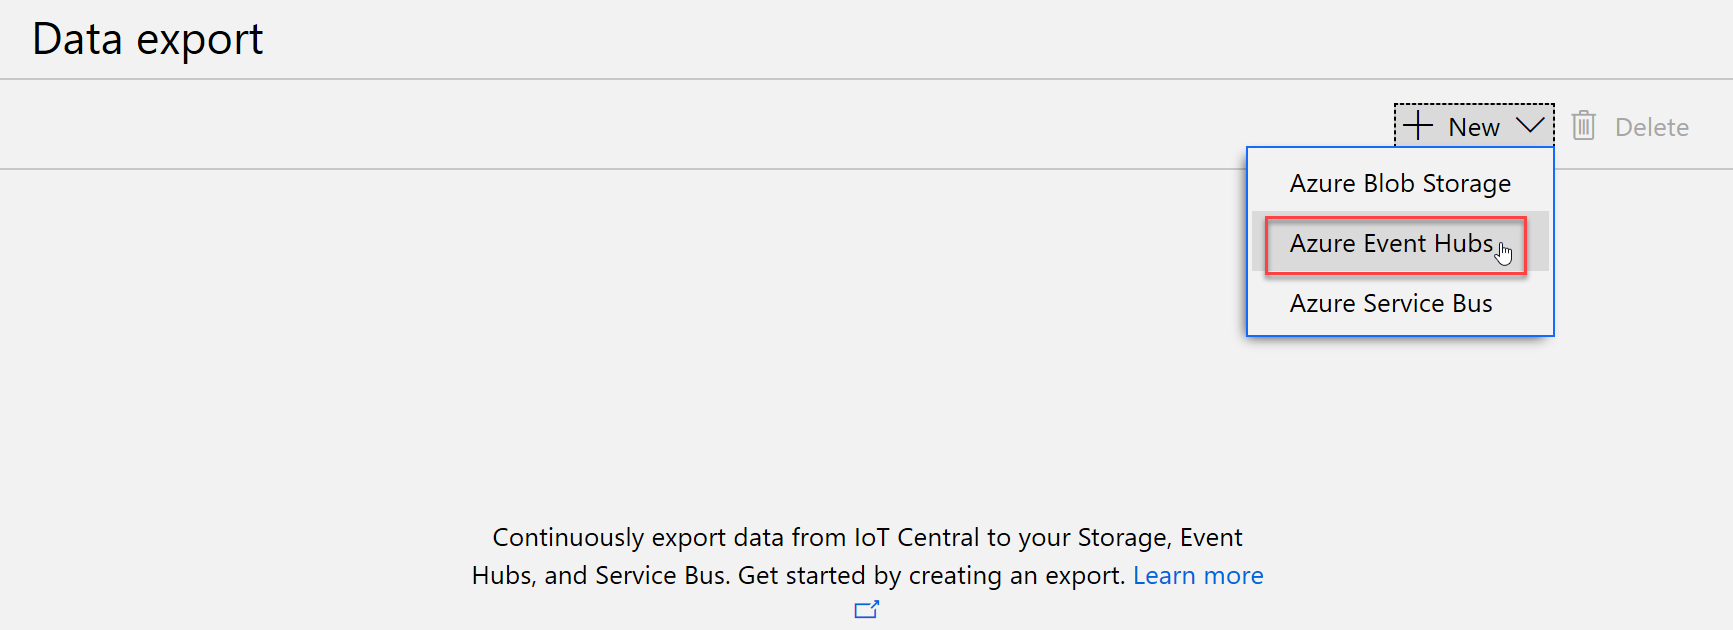 Data export
New
Delete
Azure Blob Storage
Azure Event Hubs
Azure Service Bus
Continuously export data from IoT Central to your Storage, Event
Hubs, and Service Bus. Get started by creating an export. Learn more